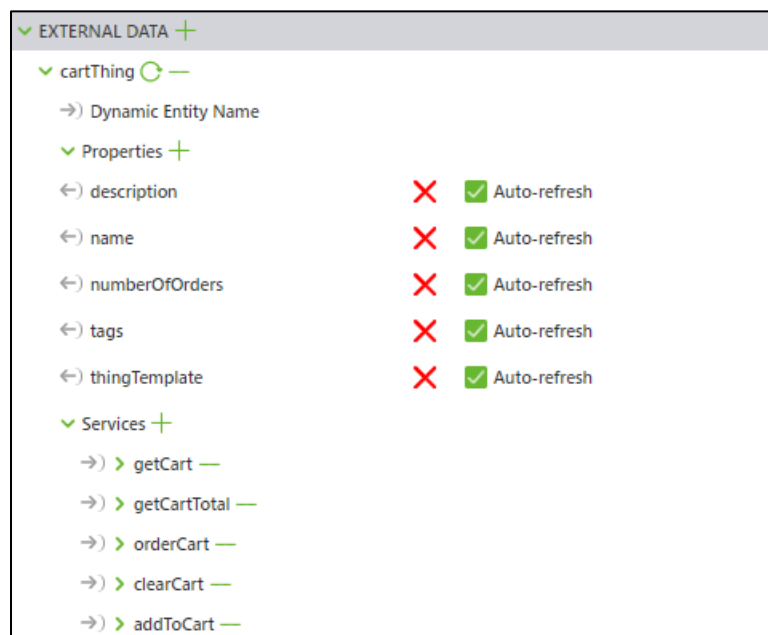 EXTERNAL DATA
cartThing
Dynamic Entity Name
Properties
description Auto-refresh
name Auto-refresh
numberOfOrders Auto-refresh
tags Auto-refresh
thingTemplate Auto-refresh
Services
getCart
getCartTotal
orderCart
clearCart
addToCart